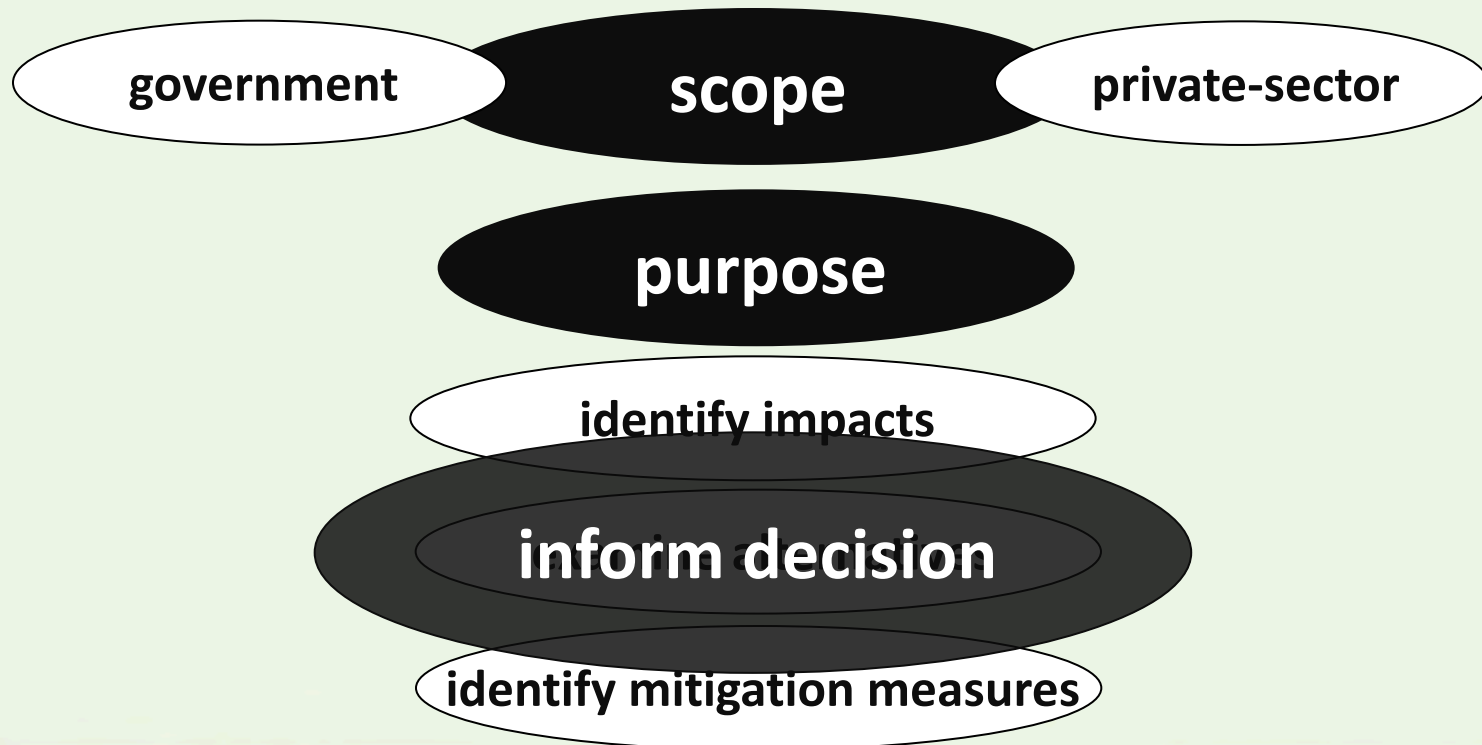 government scope private-sector
purpose
identify impacts
inform decision
identify mitigation measures